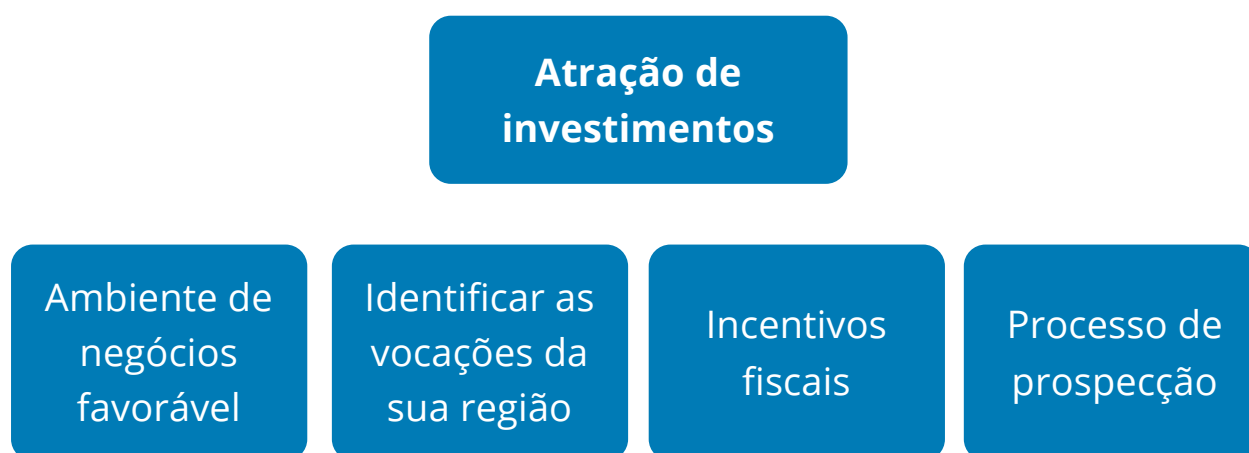 Atração de
investimentos
Ambiente de
negócios
favorável
Identificar as
vocações da
sua região
Incentivos
fiscais
Processo de
prospecção